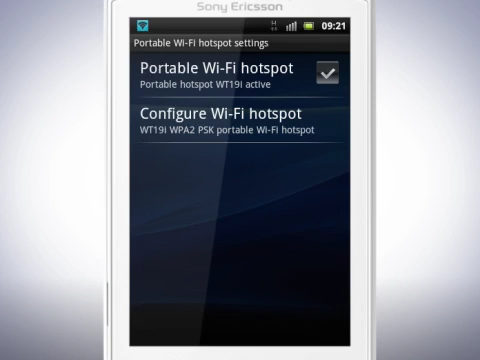 Sony Ericsson
09:21
Portable Wi-Fi hotspot settings
Portable Wi-Fi hotspot
Portable hotspot WT19i active
Configure Wi-Fi hotspot
WT19i WPA2 PSK portable Wi-Fi hotspot